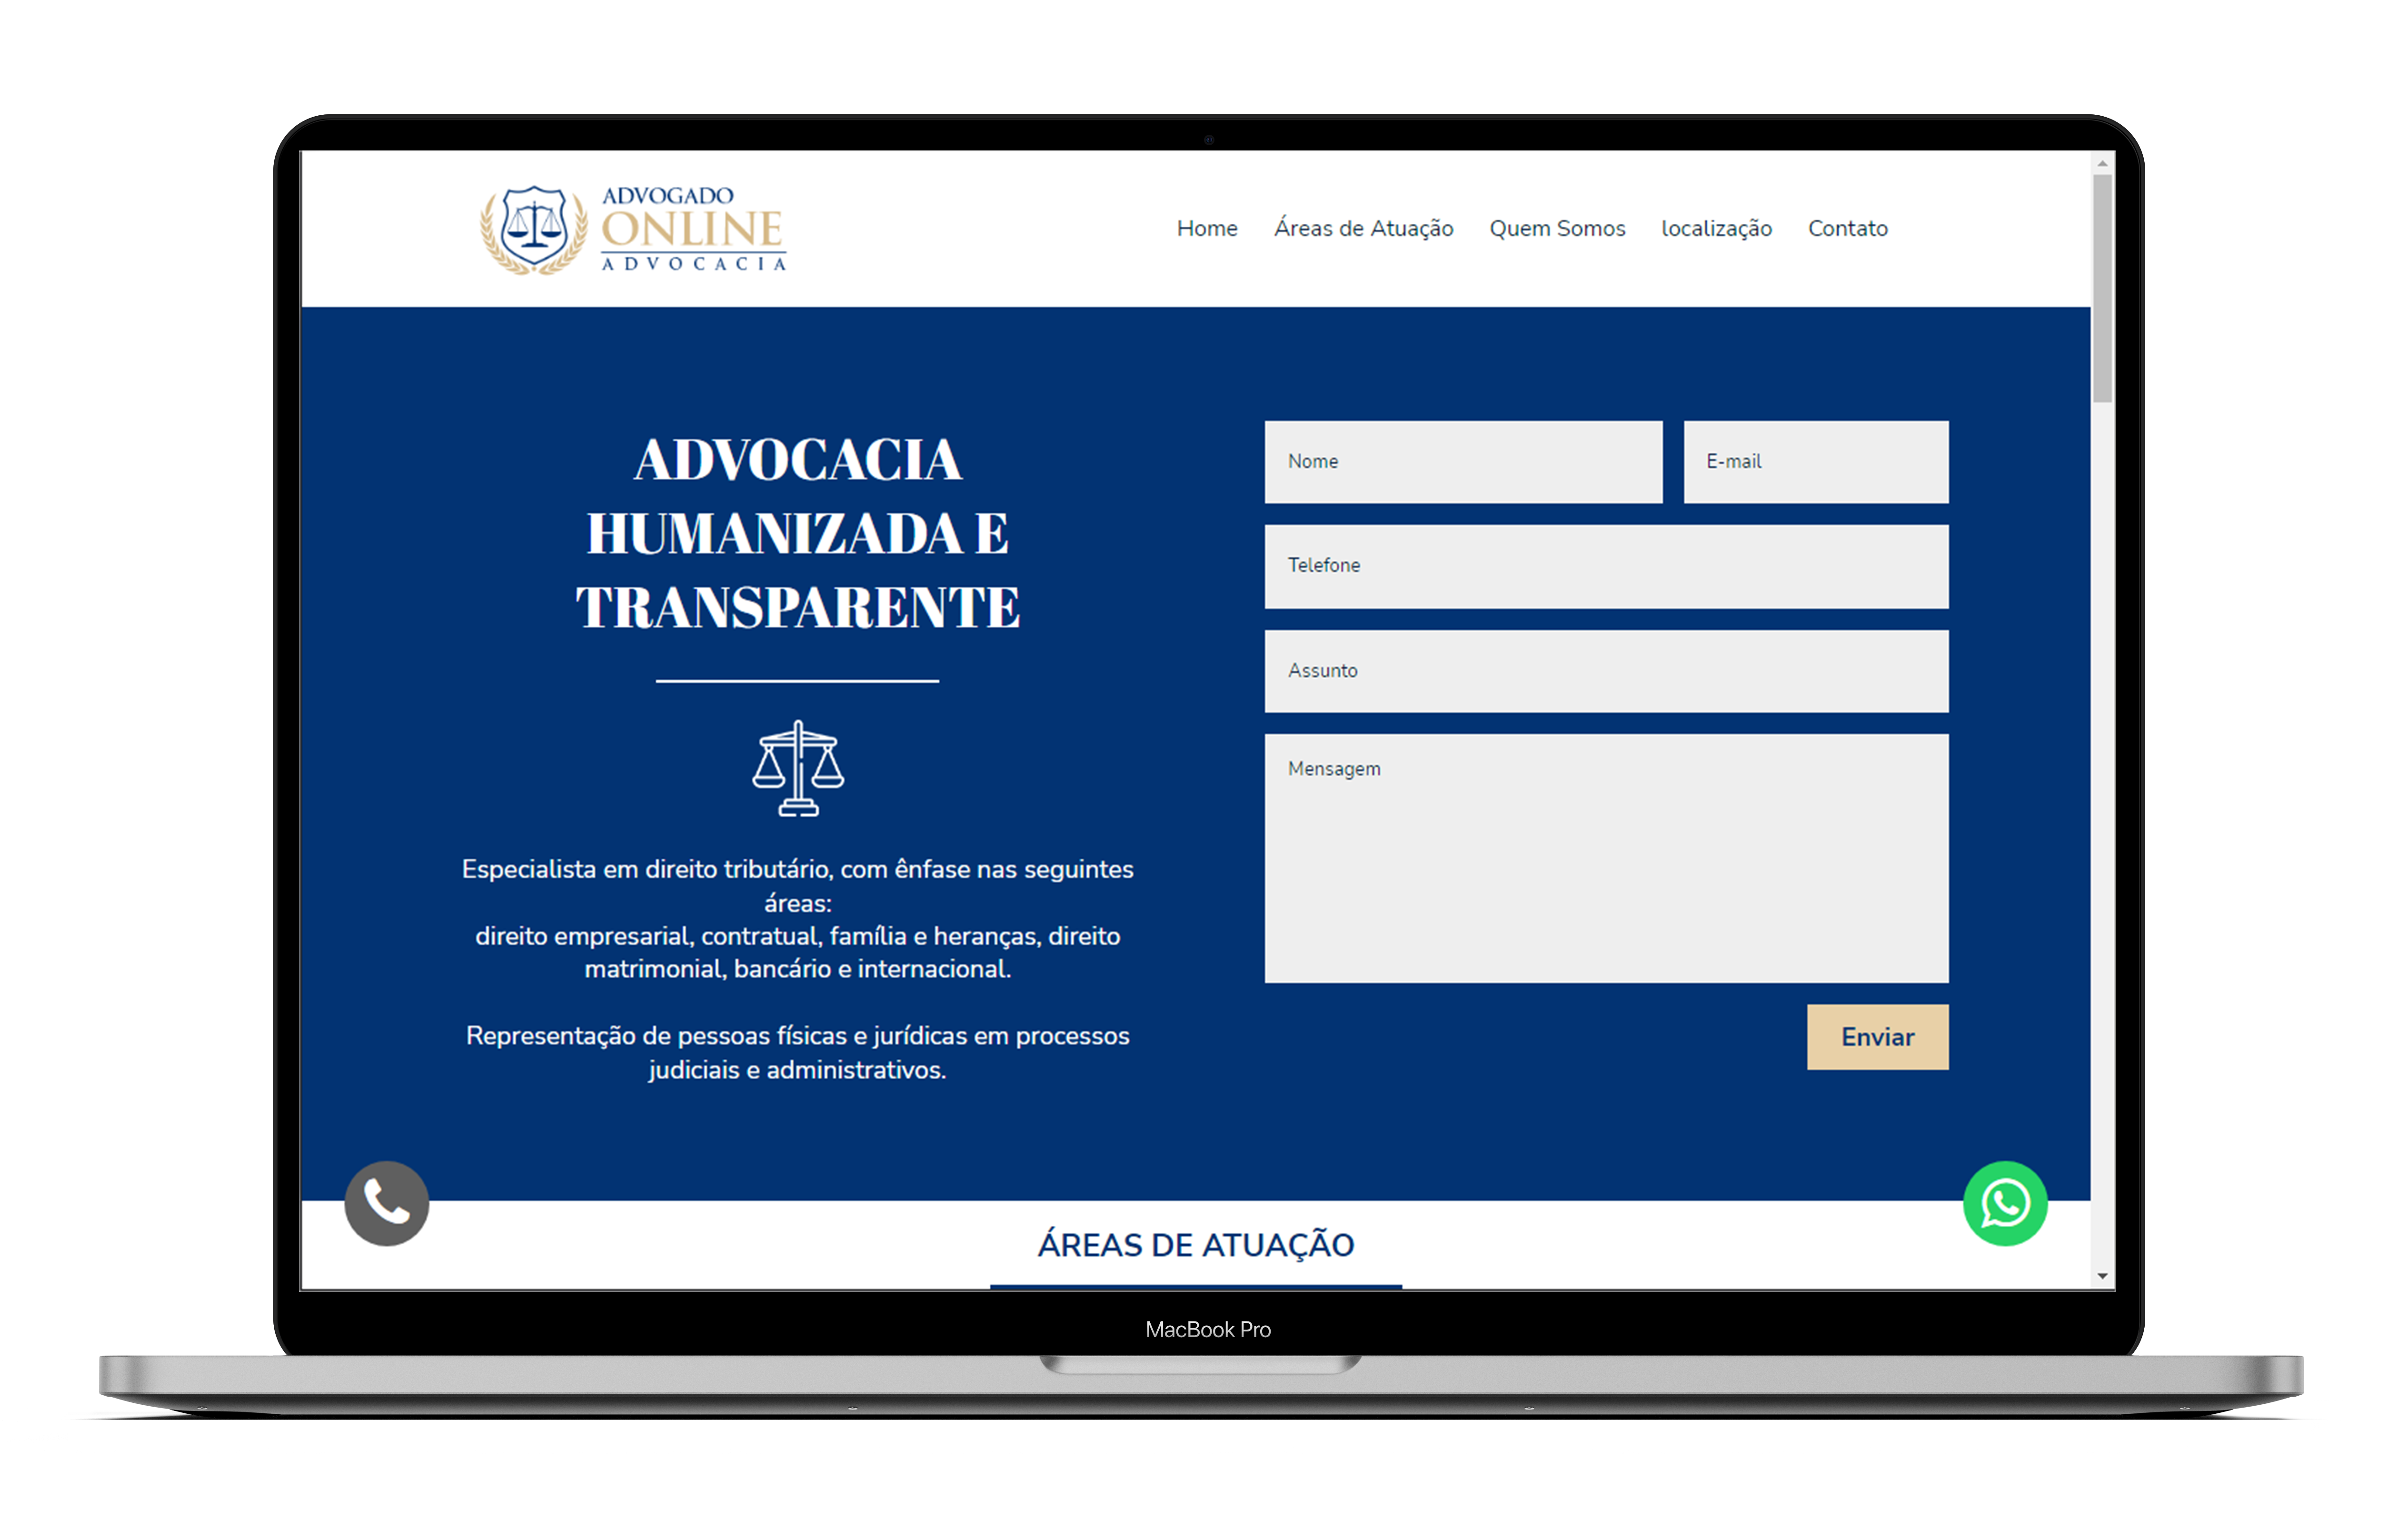 ADVOGADO
ONLINE
ADVOCACIA
Home Áreas de Atuação Quem Somos localização Contato
ADVOCACIA
HUMANIZADA E
TRANSPARENTE
Especialista em direito tributário, com ênfase nas seguintes
áreas:
direito empresarial, contratual, família e heranças, direito
matrimonial, bancário e internacional.
Representação de pessoas físicas e jurídicas em processos
judiciais e administrativos.
Nome E-mail
Telefone
Assunto
Mensagem
Enviar
ÁREAS DE ATUAÇÃO
MacBook Pro